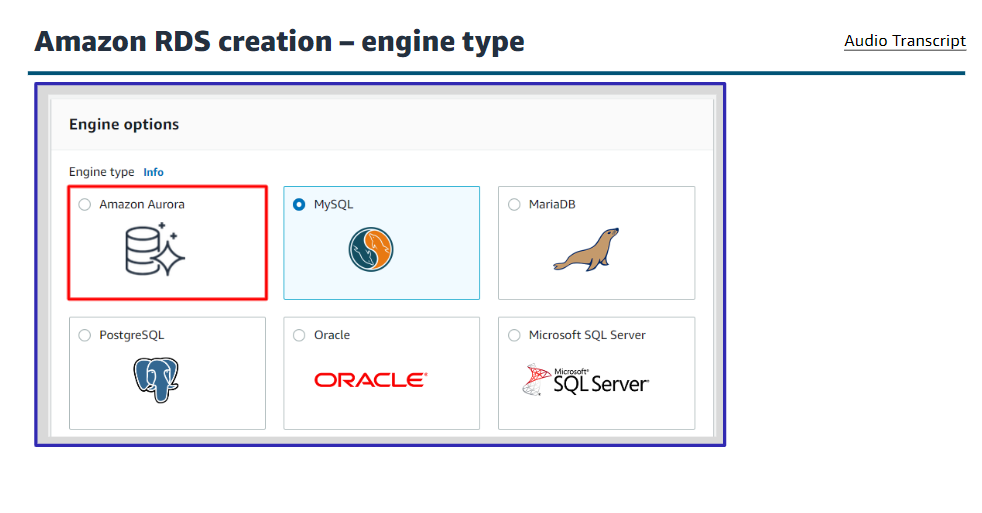 Amazon RDS creation – engine type
Audio Transcript
Engine options
Engine type Info
Amazon Aurora
MySQL
MariaDB
PostgreSQL
Oracle
Microsoft SQL Server
ORACLE®
Microsoft®
SQL Server®